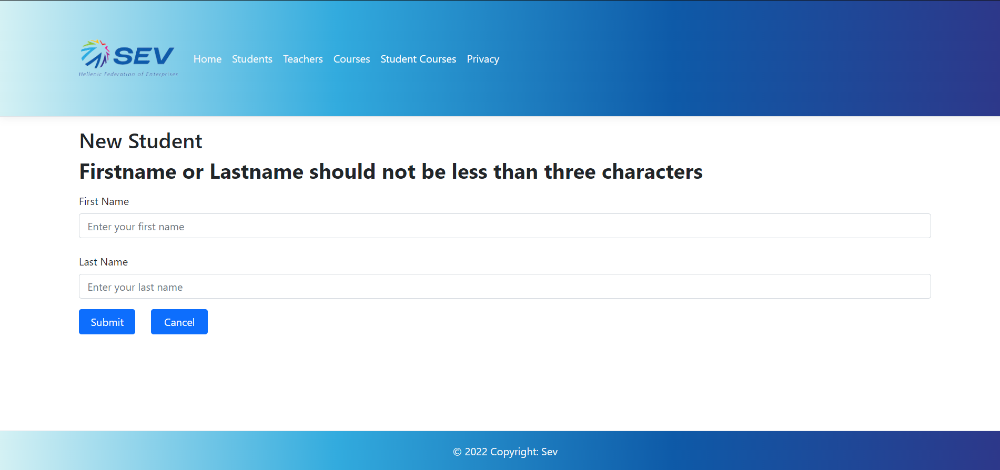 SEV
Hellenic Federation of Enterprises
Home Students Teachers Courses Student Courses Privacy
New Student
Firstname or Lastname should not be less than three characters
First Name
Enter your first name
Last Name
Enter your last name
Submit Cancel
© 2022 Copyright: Sev